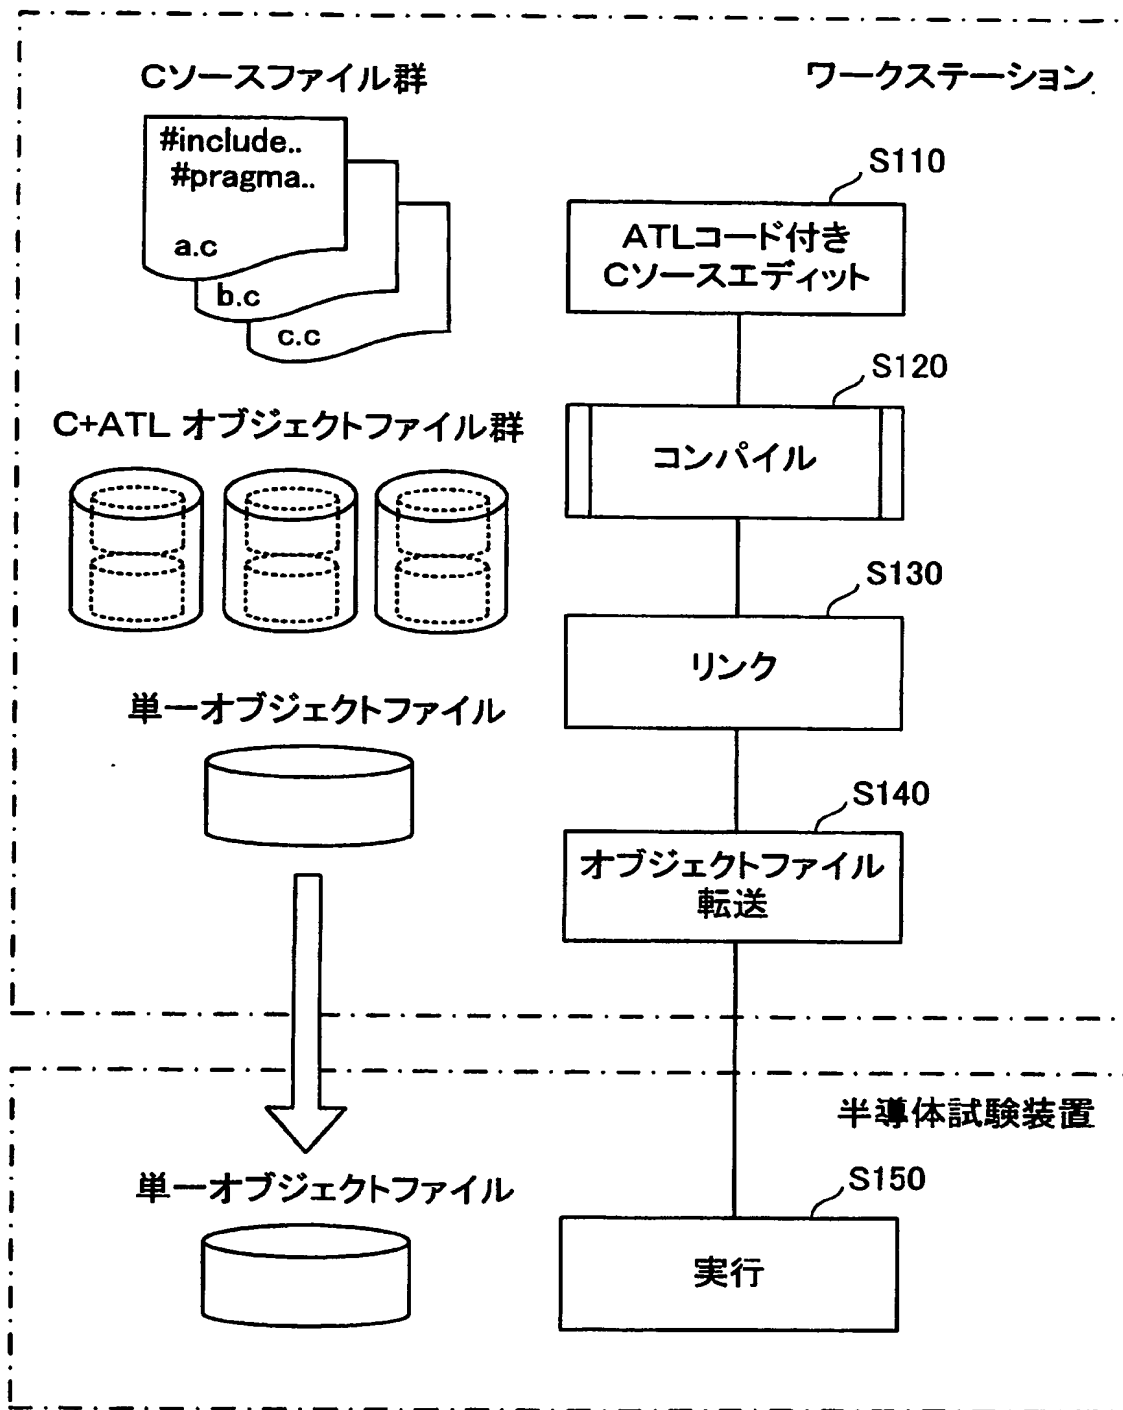 Cソースファイル群
ワークステーション
#include..
#pragma..
a.c
b.c
c.c
S110
ATLコード付き
Cソースエディット
S120
コンパイル
C+ATL オブジェクトファイル群
S130
リンク
単一オブジェクトファイル
S140
オブジェクトファイル
転送
半導体試験装置
単一オブジェクトファイル
S150
実行